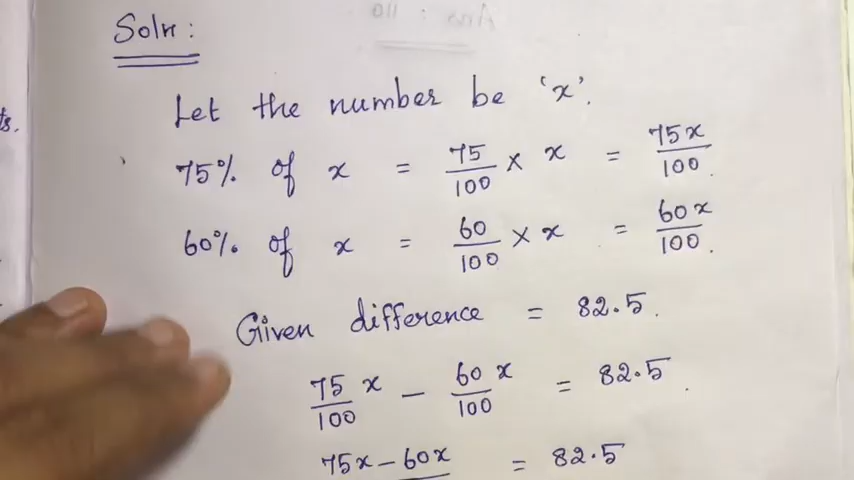 Soln:
Let the number be 'x'.
75% of x = 75/100 × x = 75x/100.
60% of x = 60/100 × x = 60x/100.
Given difference = 82.5.
75/100 x - 60/100 x = 82.5.
75x - 60x = 82.5